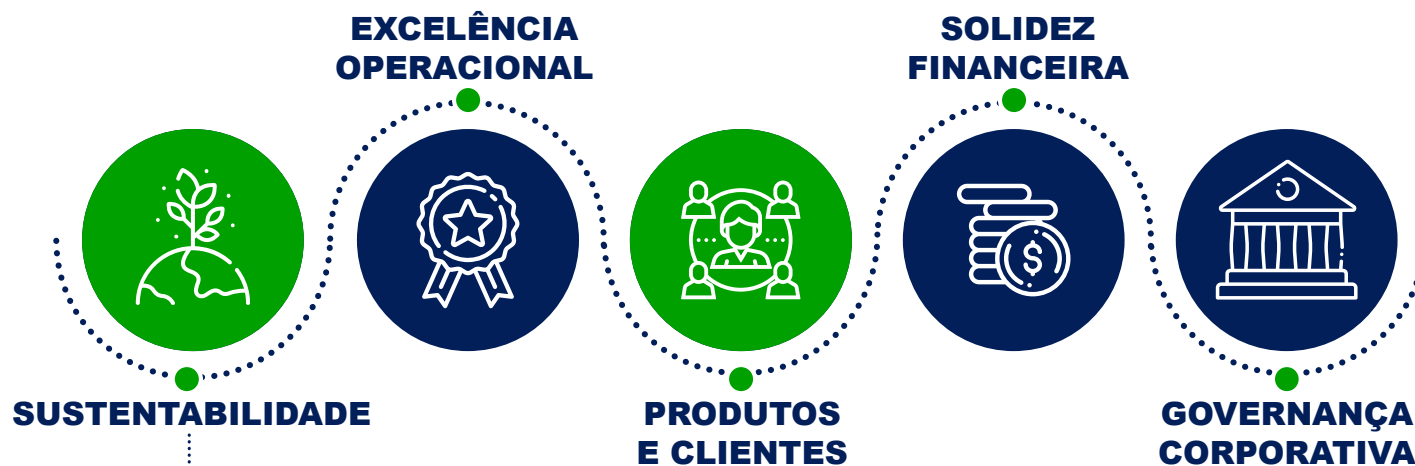 EXCELÊNCIA
OPERACIONAL
SOLIDEZ
FINANCEIRA
$
SUSTENTABILIDADE
PRODUTOS
E CLIENTES
GOVERNANÇA
CORPORATIVA